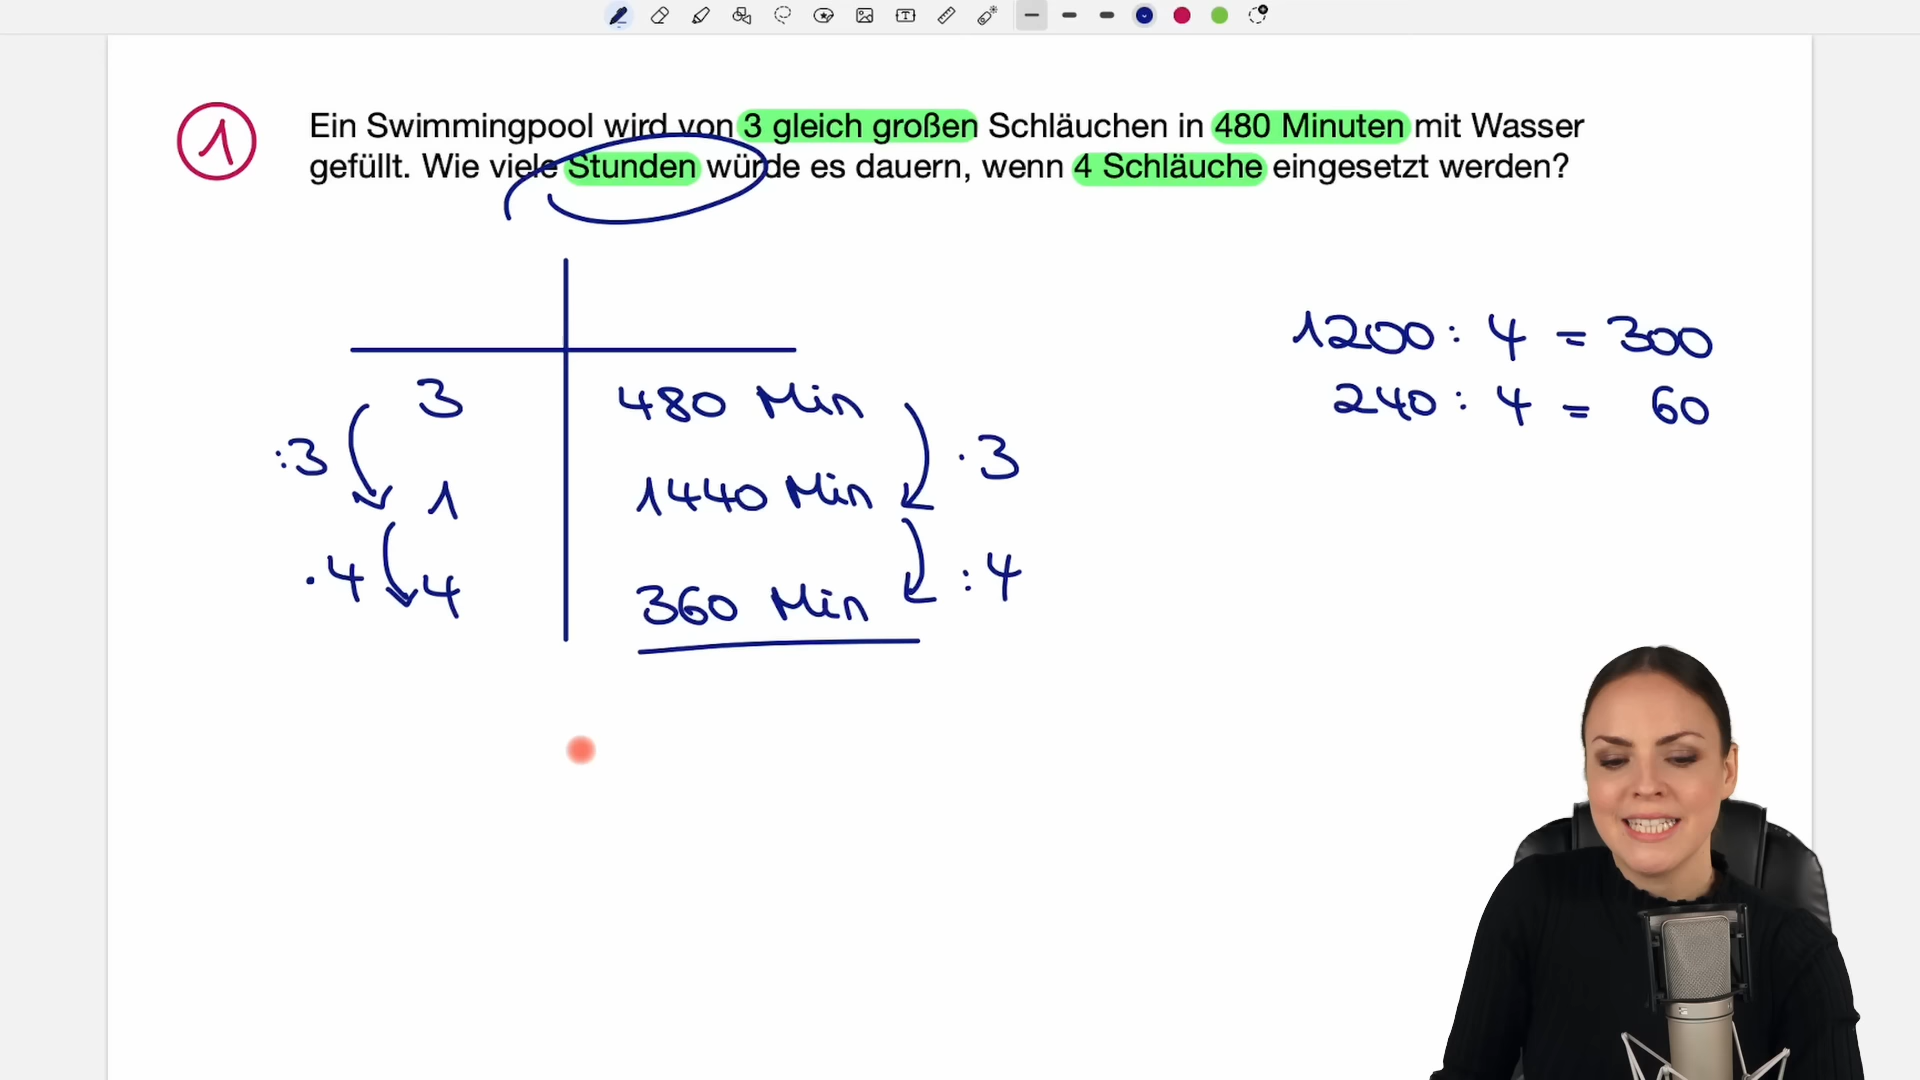 1 Ein Swimmingpool wird von 3 gleich großen Schläuchen in 480 Minuten mit Wasser
gefüllt. Wie viele Stunden würde es dauern, wenn 4 Schläuche eingesetzt werden?
1200 : 4 = 300
240 : 4 = 60
3 480 Min
:3 · 3
1 1440 Min
· 4 : 4
4 360 Min